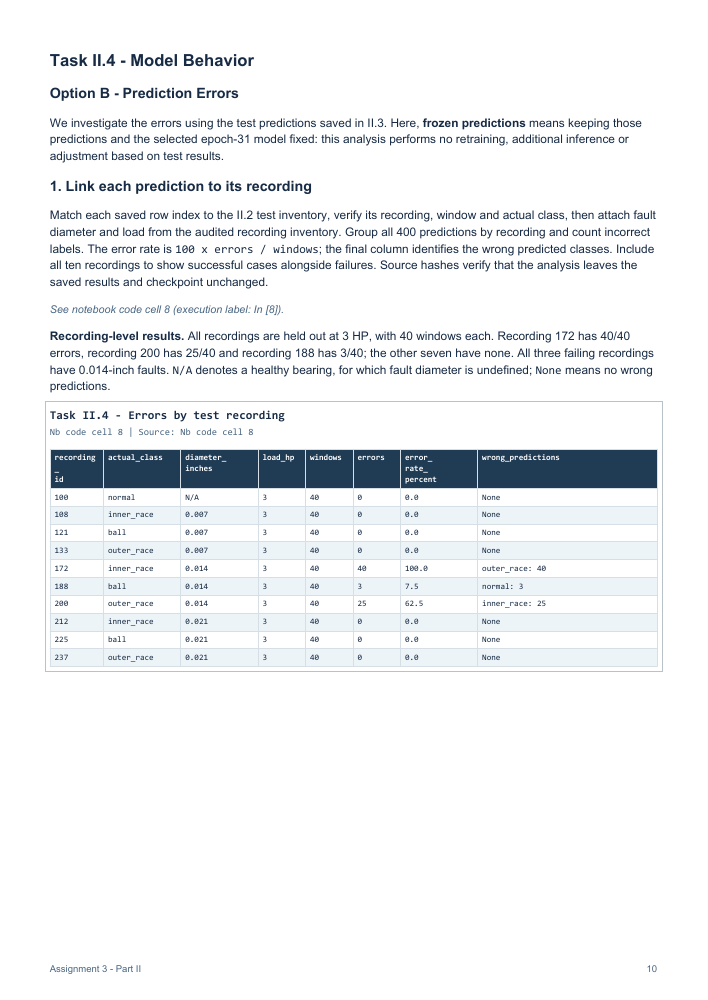 Task II.4 - Model Behavior
Option B - Prediction Errors
We investigate the errors using the test predictions saved in II.3. Here, frozen predictions means keeping those
predictions and the selected epoch-31 model fixed: this analysis performs no retraining, additional inference or
adjustment based on test results.
1. Link each prediction to its recording
Match each saved row index to the II.2 test inventory, verify its recording, window and actual class, then attach fault
diameter and load from the audited recording inventory. Group all 400 predictions by recording and count incorrect
labels. The error rate is 100 x errors / windows; the final column identifies the wrong predicted classes. Include
all ten recordings to show successful cases alongside failures. Source hashes verify that the analysis leaves the
saved results and checkpoint unchanged.
See notebook code cell 8 (execution label: In [8]).
Recording-level results. All recordings are held out at 3 HP, with 40 windows each. Recording 172 has 40/40
errors, recording 200 has 25/40 and recording 188 has 3/40; the other seven have none. All three failing recordings
have 0.014-inch faults. N/A denotes a healthy bearing, for which fault diameter is undefined; None means no wrong
predictions.
Task II.4 - Errors by test recording
Nb code cell 8 | Source: Nb code cell 8
recording_id actual_class diameter_inches load_hp windows errors error_rate_percent wrong_predictions
100 normal N/A 3 40 0 0.0 None
108 inner_race 0.007 3 40 0 0.0 None
121 ball 0.007 3 40 0 0.0 None
133 outer_race 0.007 3 40 0 0.0 None
172 inner_race 0.014 3 40 40 100.0 outer_race: 40
188 ball 0.014 3 40 3 7.5 normal: 3
200 outer_race 0.014 3 40 25 62.5 inner_race: 25
212 inner_race 0.021 3 40 0 0.0 None
225 ball 0.021 3 40 0 0.0 None
237 outer_race 0.021 3 40 0 0.0 None
Assignment 3 - Part II 10